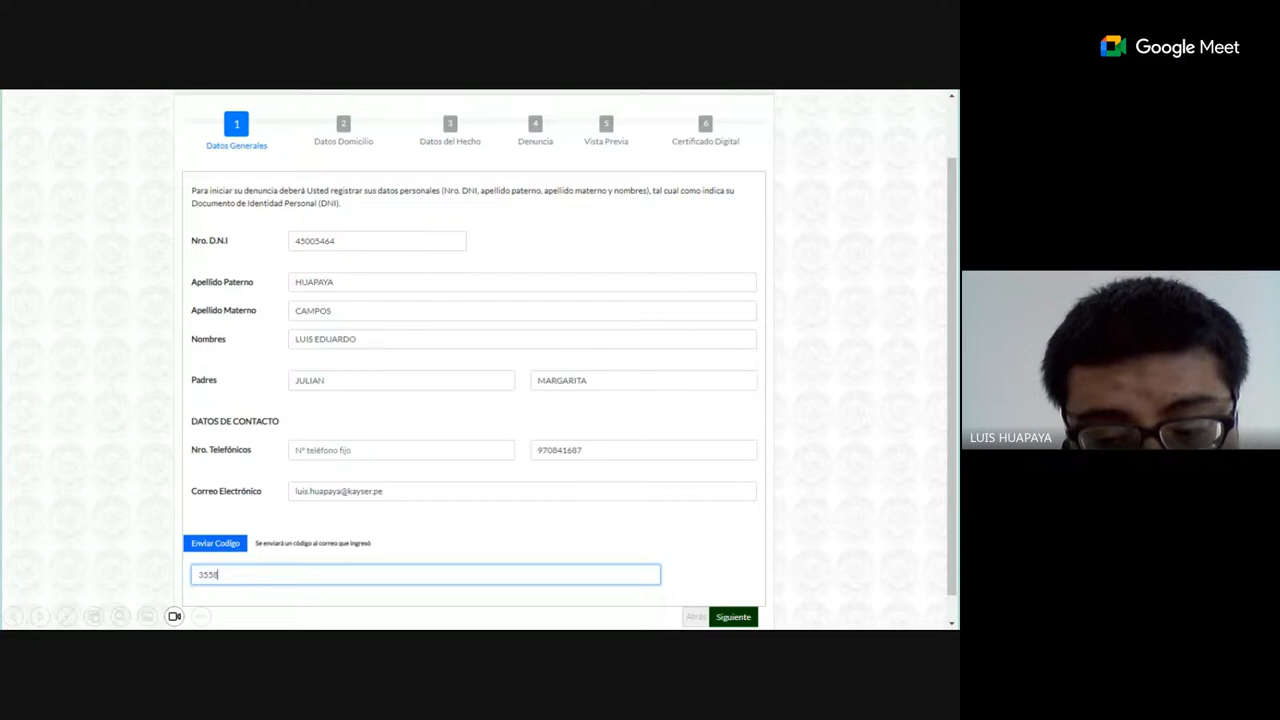 Google Meet
1
2
3
4
5
6
Datos Generales
Datos Domicilio
Datos del Hecho
Denuncia
Vista Previa
Certificado Digital
Para iniciar su denuncia deberá Usted registrar sus datos personales (Nro. DNI, apellido paterno, apellido materno y nombres), tal cual como indica su
Documento de Identidad Personal (DNI).
Nro. D.N.I
45005464
Apellido Paterno
HUAPAYA
Apellido Materno
CAMPOS
Nombres
LUIS EDUARDO
Padres
JULIAN
MARGARITA
DATOS DE CONTACTO
Nro. Telefónicos
N° teléfono fijo
970841687
Correo Electrónico
luis.huapaya@kayser.pe
Enviar Codigo
Se enviará un código al correo que ingresó
3558
Atrás
Siguiente
LUIS HUAPAYA